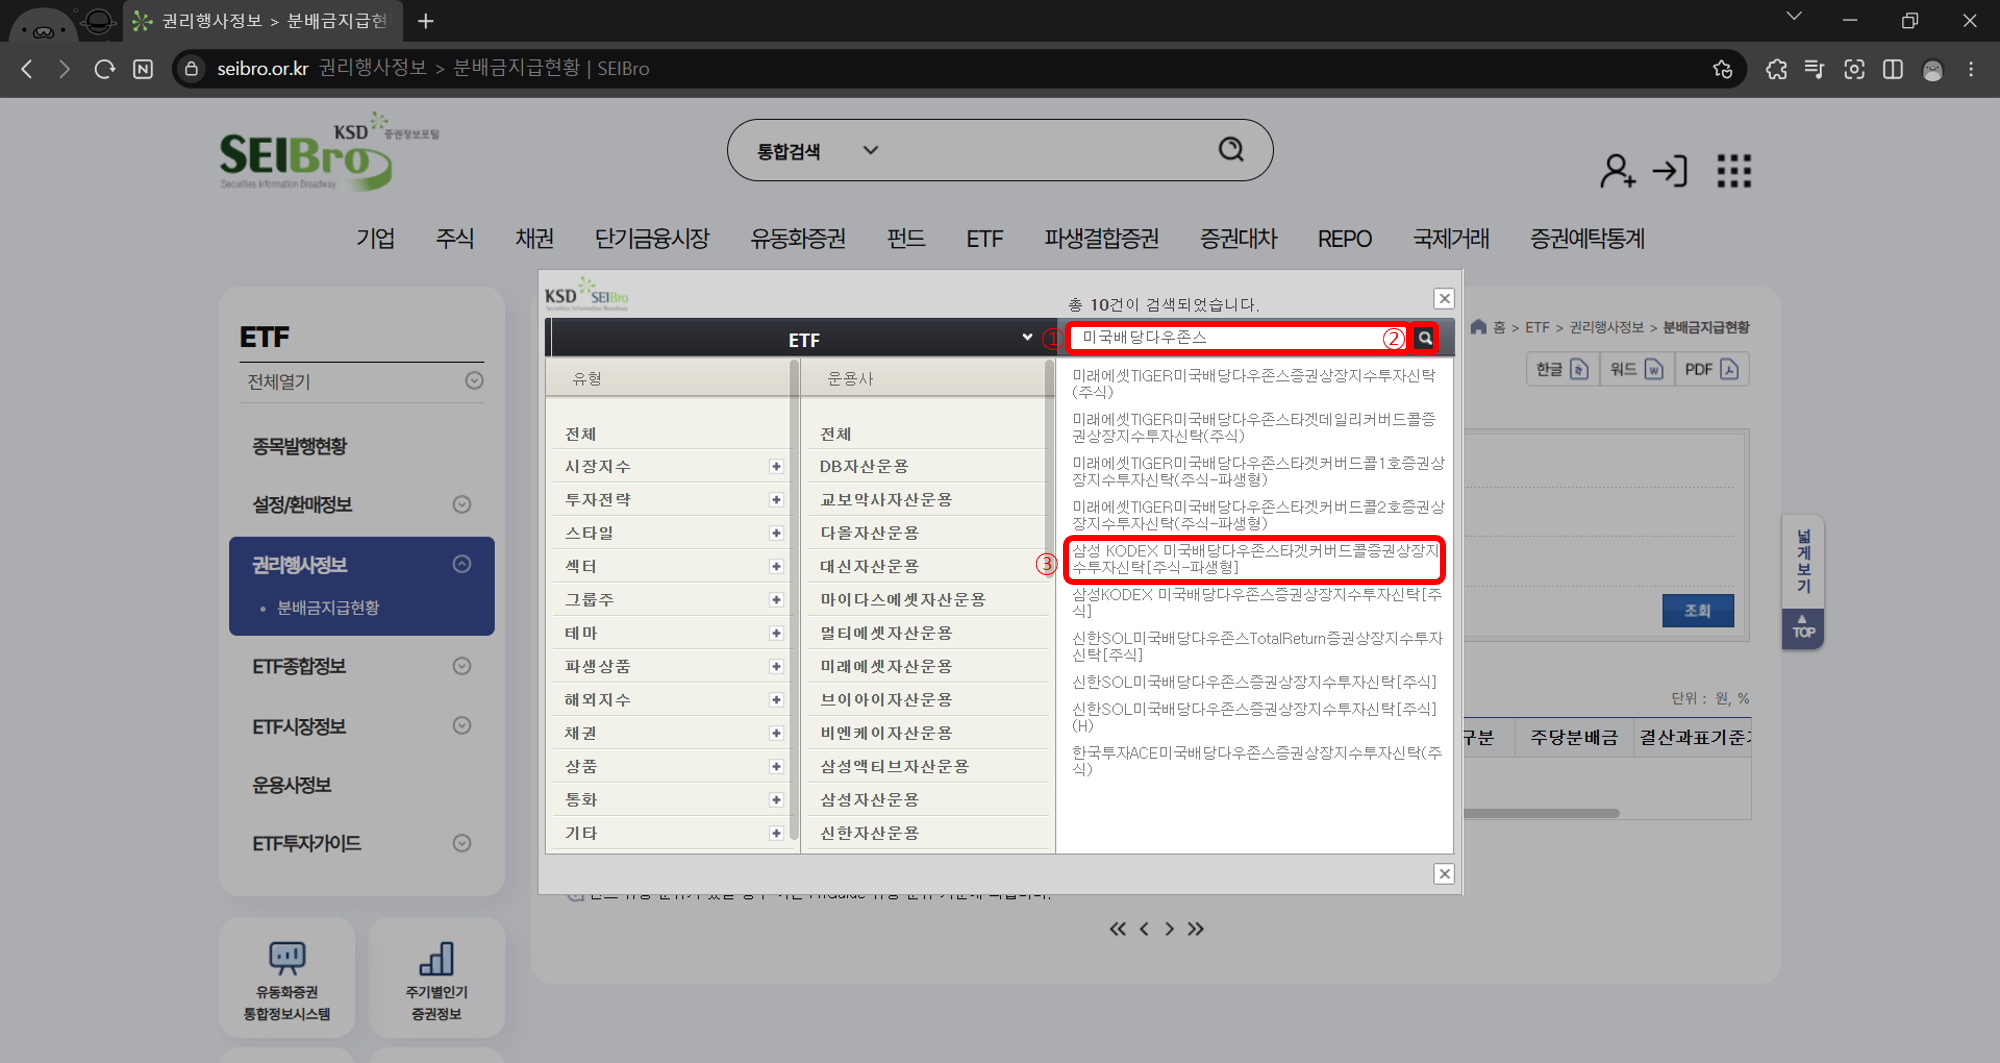 권리행사정보 > 분배금지급현
seibro.or.kr 권리행사정보 > 분배금지급현황 | SEIBro
KSD 증권정보포털
SEIBro
Securities Information Broadway
통합검색
기업 주식 채권 단기금융시장 유동화증권 펀드 ETF 파생결합증권 증권대차 REPO 국제거래 증권예탁통계
ETF
전체열기
종목발행현황
설정/환매정보
권리행사정보
• 분배금지급현황
ETF종합정보
ETF시장정보
운용사정보
ETF투자가이드
유동화증권
통합정보시스템
주기별인기
증권정보
KSD SEIBro
Securities Information Broadway
총 10건이 검색되었습니다.
ETF
① 미국배당다우존스 ②
유형
전체
시장지수
투자전략
스타일
섹터
그룹주
테마
파생상품
해외지수
채권
상품
통화
기타
운용사
전체
DB자산운용
교보악사자산운용
다올자산운용
대신자산운용
마이다스에셋자산운용
멀티에셋자산운용
미래에셋자산운용
브이아이자산운용
비엔케이자산운용
삼성액티브자산운용
삼성자산운용
신한자산운용
미래에셋TIGER미국배당다우존스증권상장지수투자신탁
(주식)
미래에셋TIGER미국배당다우존스타겟데일리커버드콜증
권상장지수투자신탁(주식)
미래에셋TIGER미국배당다우존스타겟커버드콜1호증권상
장지수투자신탁(주식-파생형)
미래에셋TIGER미국배당다우존스타겟커버드콜2호증권상
장지수투자신탁(주식-파생형)
③ 삼성 KODEX 미국배당다우존스타겟커버드콜증권상장지
수투자신탁[주식-파생형]
삼성KODEX 미국배당다우존스증권상장지수투자신탁[주
식]
신한SOL미국배당다우존스TotalReturn증권상장지수투자
신탁[주식]
신한SOL미국배당다우존스증권상장지수투자신탁[주식]
신한SOL미국배당다우존스증권상장지수투자신탁[주식]
(H)
한국투자ACE미국배당다우존스증권상장지수투자신탁(주
식)
홈 > ETF > 권리행사정보 > 분배금지급현황
한글 워드 PDF
조회
단위 : 원, %
구분 주당분배금 결산과표기준
넓게보기
TOP